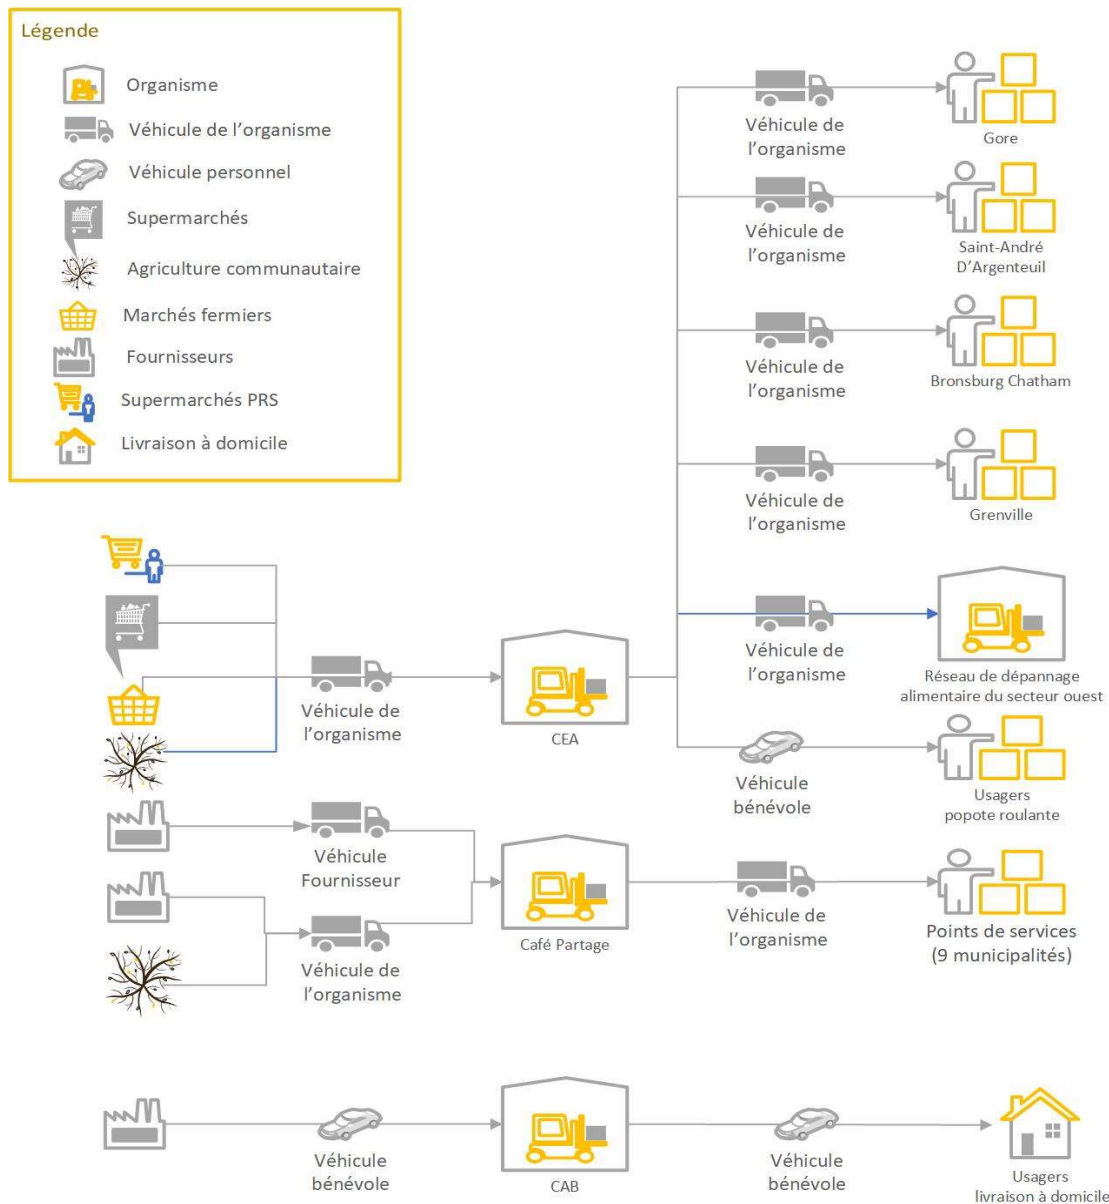 Légende
Organisme
Véhicule de l'organisme
Véhicule personnel
Supermarchés
Agriculture communautaire
Marchés fermiers
Fournisseurs
Supermarchés PRS
Livraison à domicile
Véhicule de
l'organisme
Gore
Véhicule de
l'organisme
Saint-André
D'Argenteuil
Véhicule de
l'organisme
Bronsburg Chatham
Véhicule de
l'organisme
Grenville
Véhicule de
l'organisme
CEA
Véhicule de
l'organisme
Réseau de dépannage
alimentaire du secteur ouest
Véhicule
bénévole
Usagers
popote roulante
Véhicule
Fournisseur
Véhicule de
l'organisme
Café Partage
Véhicule de
l'organisme
Points de services
(9 municipalités)
Véhicule
bénévole
CAB
Véhicule
bénévole
Usagers
livraison à domicile